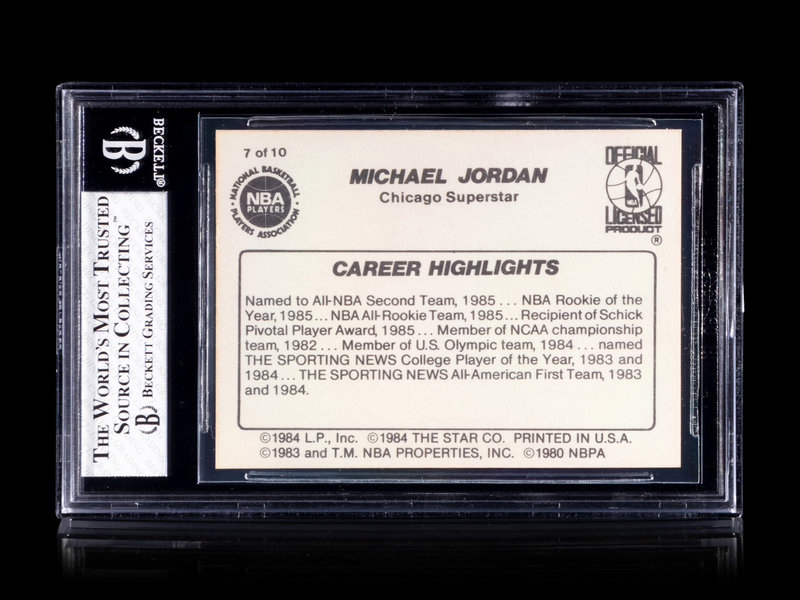 BECKETT®
THE WORLD'S MOST TRUSTED
SOURCE IN COLLECTING™
BECKETT GRADING SERVICES
7 of 10
NATIONAL BASKETBALL
NBA
PLAYERS
PLAYERS ASSOCIATION
MICHAEL JORDAN
Chicago Superstar
OFFICIAL
NBA
LICENSED
PRODUCT
®
CAREER HIGHLIGHTS
Named to All-NBA Second Team, 1985 . . . NBA Rookie of the
Year, 1985 . . . NBA All-Rookie Team, 1985 . . . Recipient of Schick
Pivotal Player Award, 1985 . . . Member of NCAA championship
team, 1982 . . . Member of U.S. Olympic team, 1984 . . . named
THE SPORTING NEWS College Player of the Year, 1983 and
1984 . . . THE SPORTING NEWS All-American First Team, 1983
and 1984.
©1984 L.P., Inc. ©1984 THE STAR CO. PRINTED IN U.S.A.
©1983 and T.M. NBA PROPERTIES, INC. ©1980 NBPA